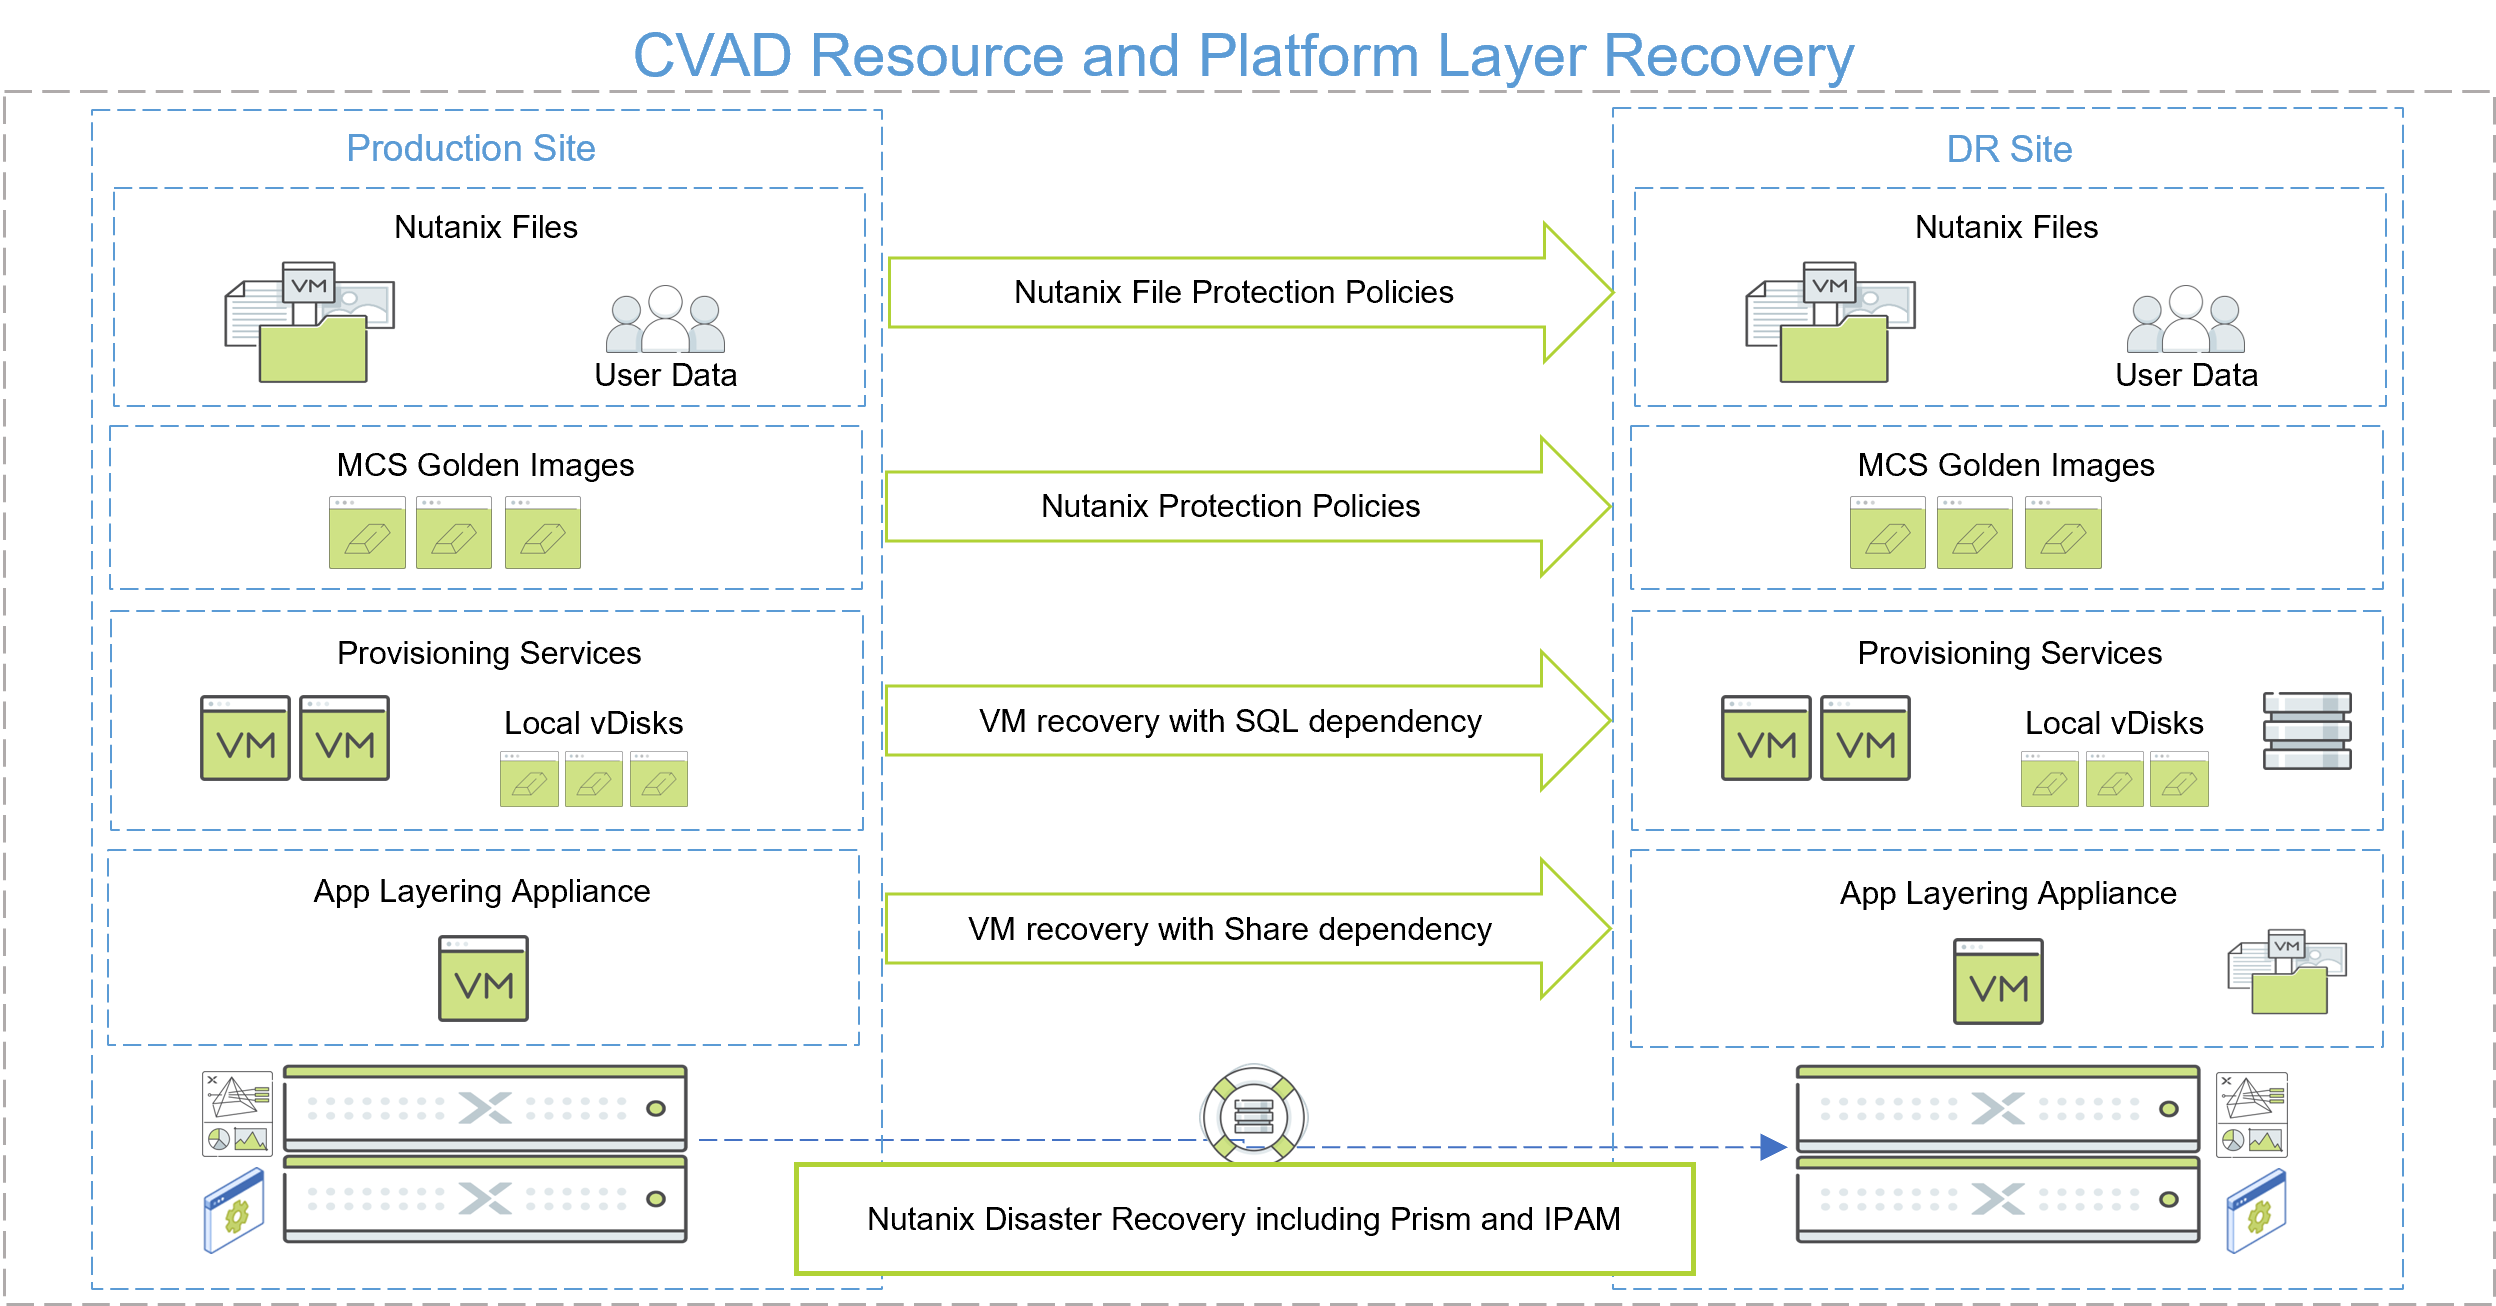 CVAD Resource and Platform Layer Recovery
Production Site
DR Site
Nutanix Files
VM
User Data
Nutanix File Protection Policies
Nutanix Files
VM
User Data
MCS Golden Images
Nutanix Protection Policies
MCS Golden Images
Provisioning Services
VM
VM
Local vDisks
VM recovery with SQL dependency
Provisioning Services
VM
VM
Local vDisks
App Layering Appliance
VM
VM recovery with Share dependency
App Layering Appliance
VM
VM
Nutanix Disaster Recovery including Prism and IPAM